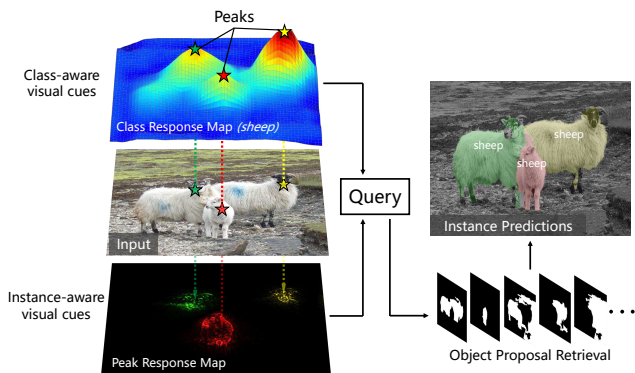 Peaks
Class-aware
visual cues
Class Response Map (sheep)
Input
Instance-aware
visual cues
Peak Response Map
Query
sheep
sheep
sheep
Instance Predictions
Object Proposal Retrieval